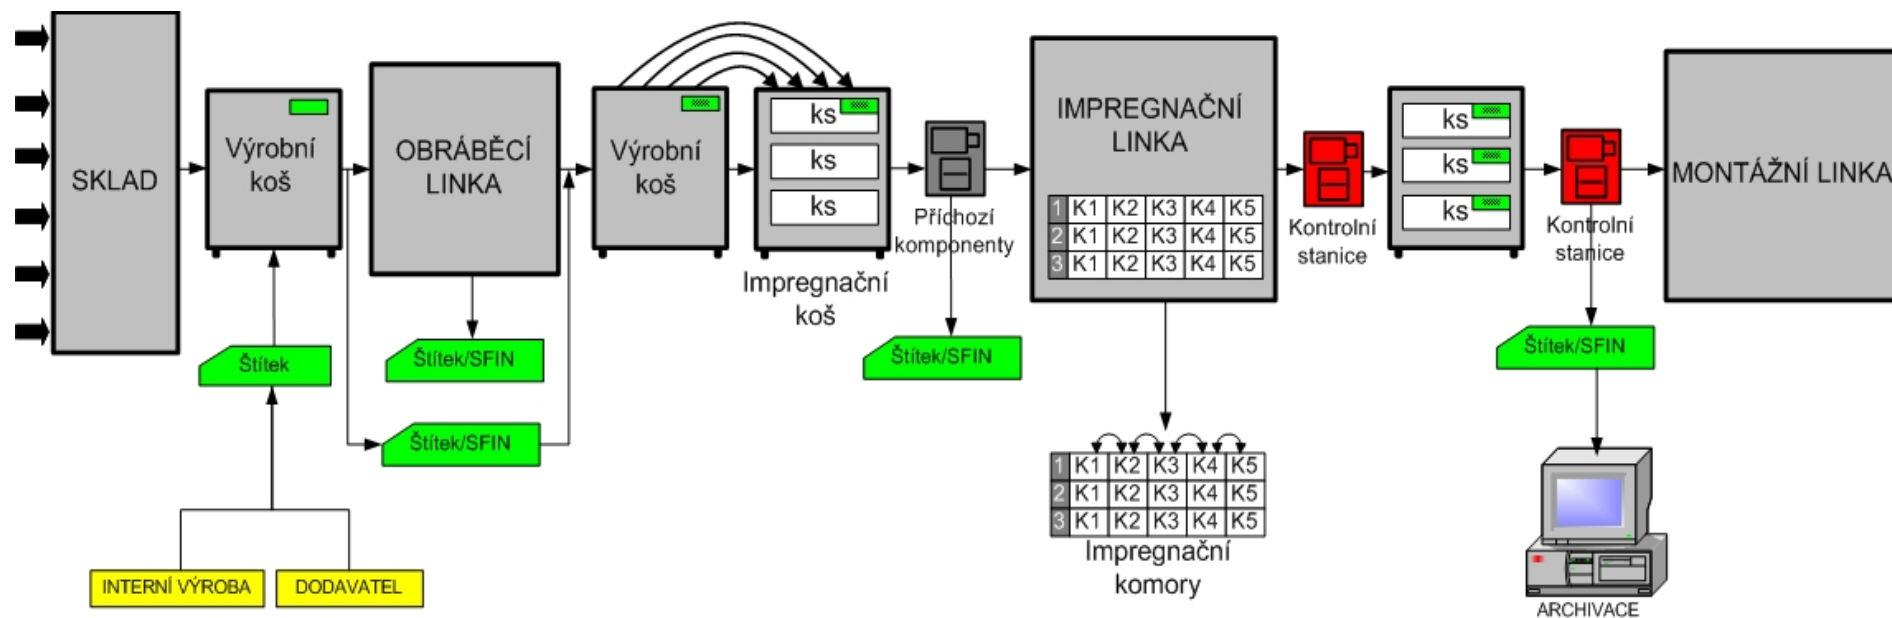 SKLAD
Výrobní
koš
OBRÁBĚCÍ
LINKA
Výrobní
koš
ks
ks
ks
Impregnační
koš
Příchozí
komponenty
IMPREGNAČNÍ
LINKA
1 K1 K2 K3 K4 K5
2 K1 K2 K3 K4 K5
3 K1 K2 K3 K4 K5
Kontrolní
stanice
ks
ks
ks
Kontrolní
stanice
MONTÁŽNÍ LINKA
Štítek
Štítek/SFIN
Štítek/SFIN
Štítek/SFIN
Štítek/SFIN
1 K1 K2 K3 K4 K5
2 K1 K2 K3 K4 K5
3 K1 K2 K3 K4 K5
Impregnační
komory
INTERNÍ VÝROBA
DODAVATEL
ARCHIVACE